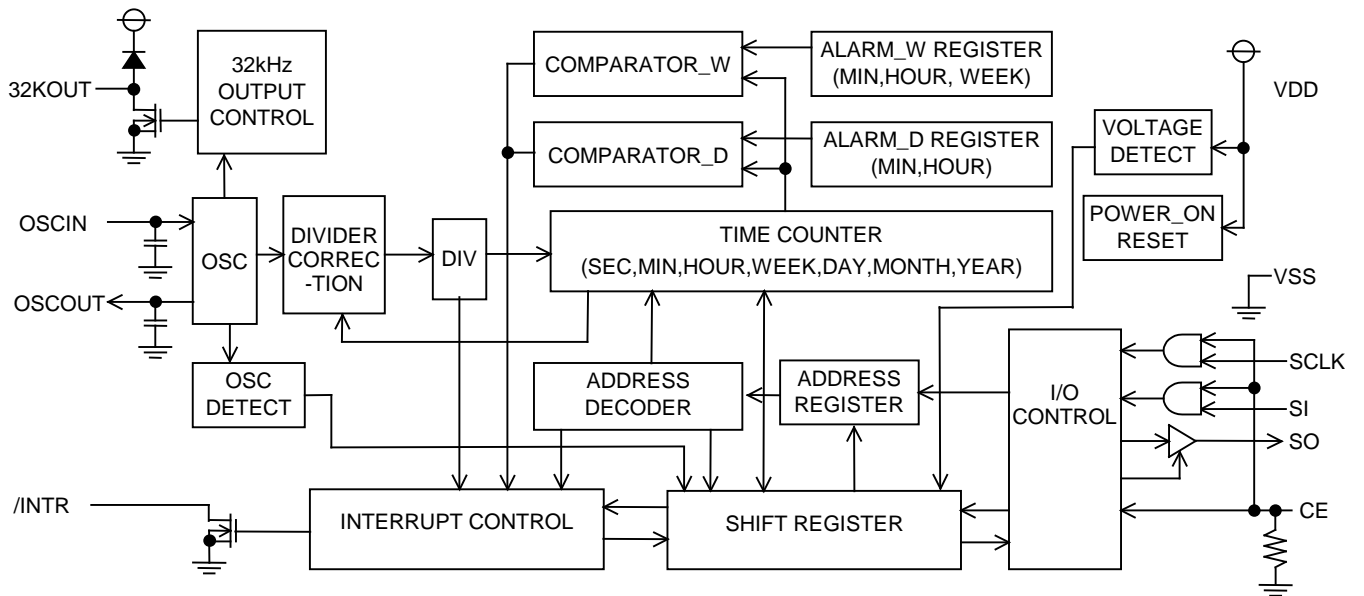 32KOUT
32kHz
OUTPUT
CONTROL
COMPARATOR_W
ALARM_W REGISTER
(MIN,HOUR, WEEK)
VDD
VOLTAGE
DETECT
COMPARATOR_D
ALARM_D REGISTER
(MIN,HOUR)
POWER_ON
RESET
OSCIN
OSC
OSCOUT
DIVIDER
CORREC
-TION
DIV
TIME COUNTER
(SEC,MIN,HOUR,WEEK,DAY,MONTH,YEAR)
VSS
OSC
DETECT
ADDRESS
DECODER
ADDRESS
REGISTER
I/O
CONTROL
SCLK
SI
SO
CE
/INTR
INTERRUPT CONTROL
SHIFT REGISTER